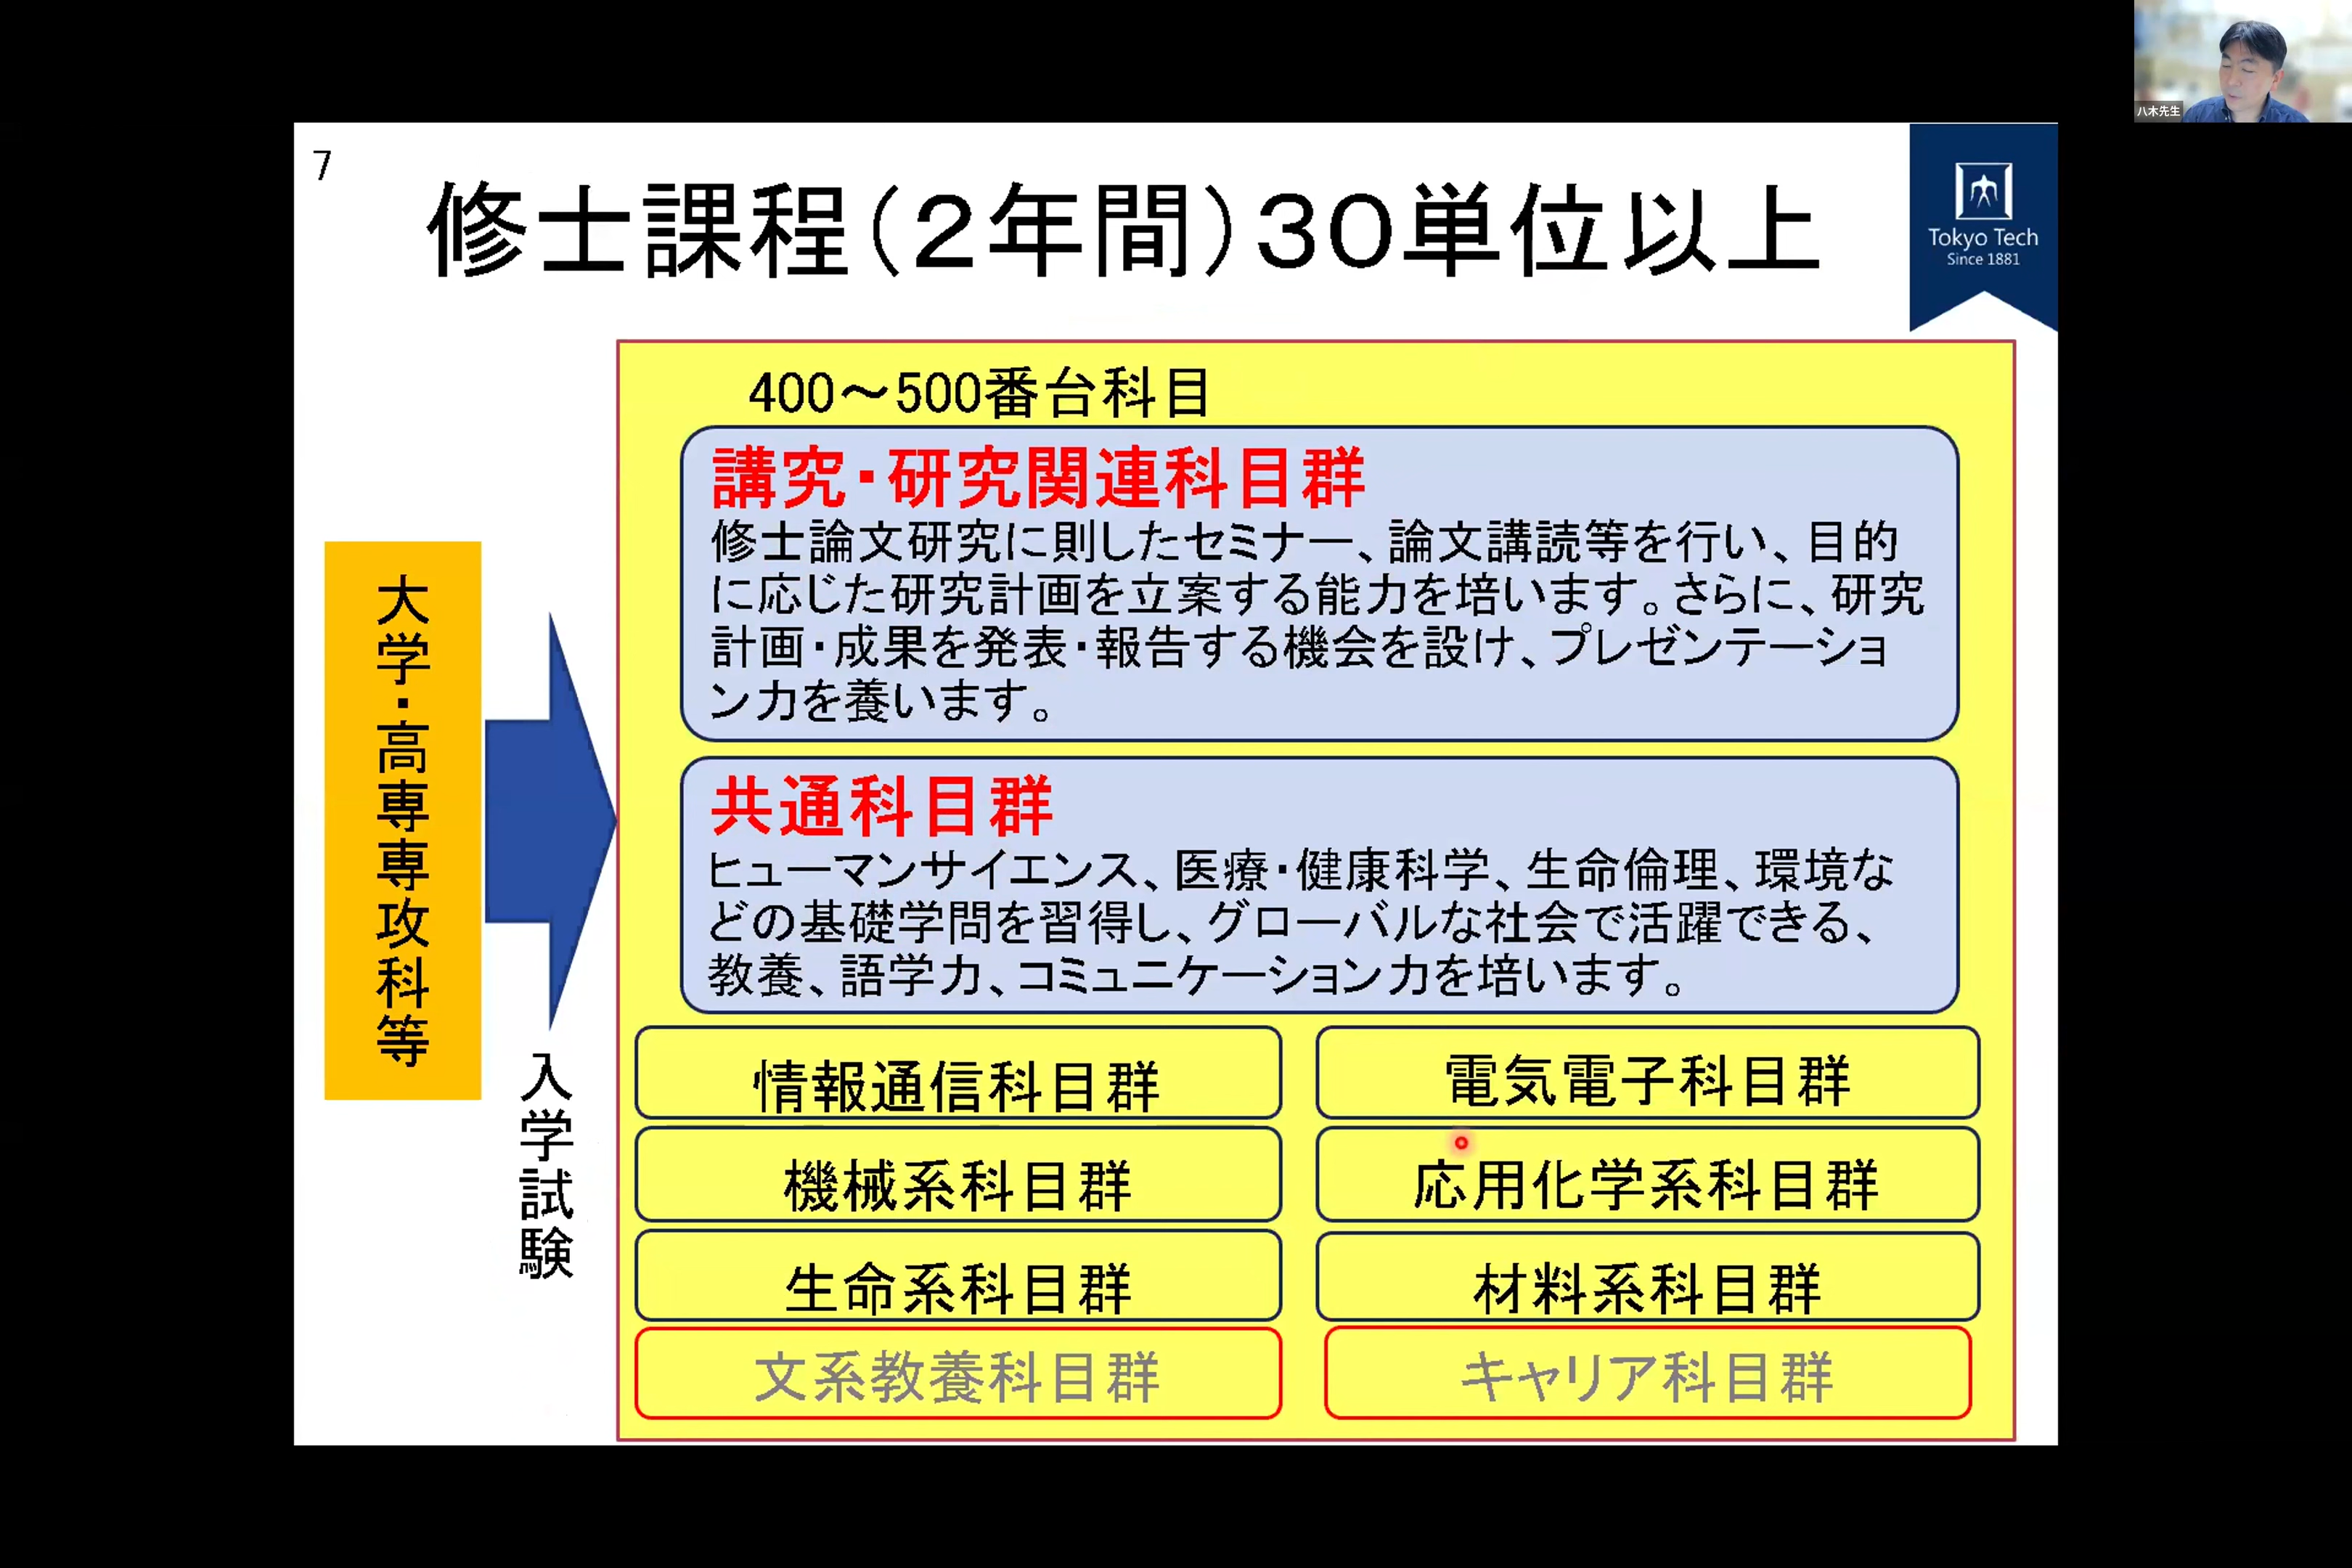 八木先生
7
修士課程（2年間）30単位以上
Tokyo Tech
Since 1881
大学・高専専攻科等
入学試験
400～500番台科目
講究・研究関連科目群
修士論文研究に則したセミナー、論文講読等を行い、目的
に応じた研究計画を立案する能力を培います。さらに、研究
計画・成果を発表・報告する機会を設け、プレゼンテーショ
ン力を養います。
共通科目群
ヒューマンサイエンス、医療・健康科学、生命倫理、環境な
どの基礎学問を習得し、グローバルな社会で活躍できる、
教養、語学力、コミュニケーション力を培います。
情報通信科目群
電気電子科目群
機械系科目群
応用化学系科目群
生命系科目群
材料系科目群
文系教養科目群
キャリア科目群